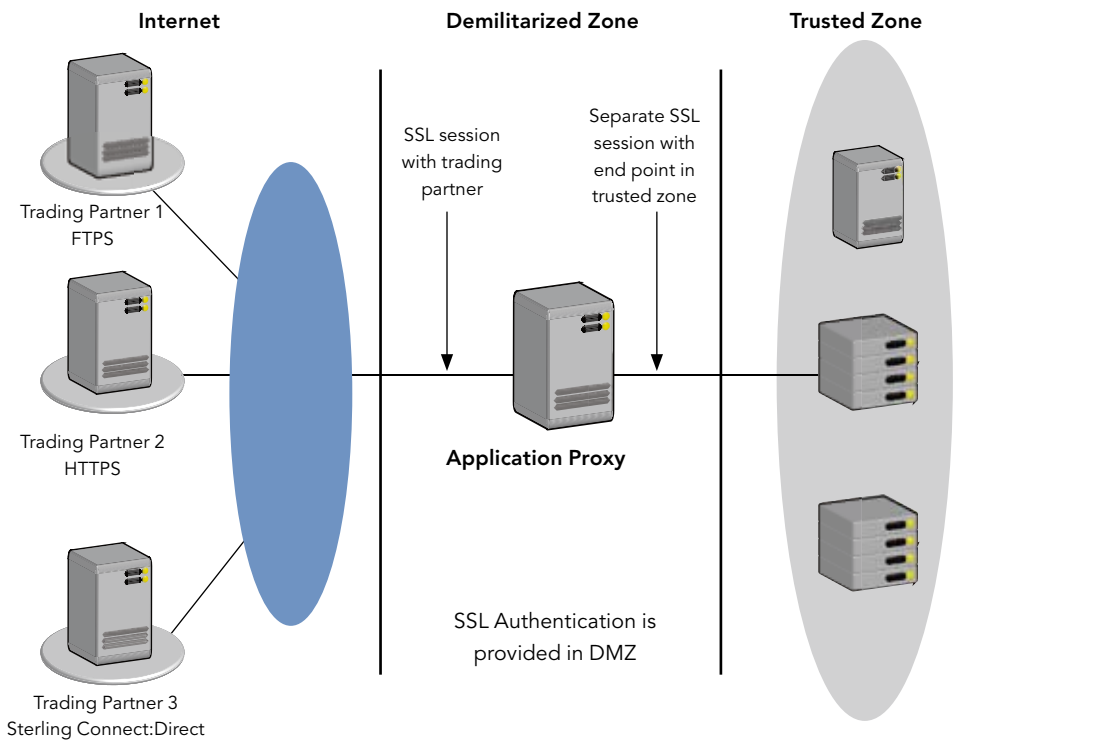 Internet
Demilitarized Zone
Trusted Zone
SSL session
with trading
partner
Separate SSL
session with
end point in
trusted zone
Trading Partner 1
FTPS
Trading Partner 2
HTTPS
Application Proxy
SSL Authentication is
provided in DMZ
Trading Partner 3
Sterling Connect:Direct